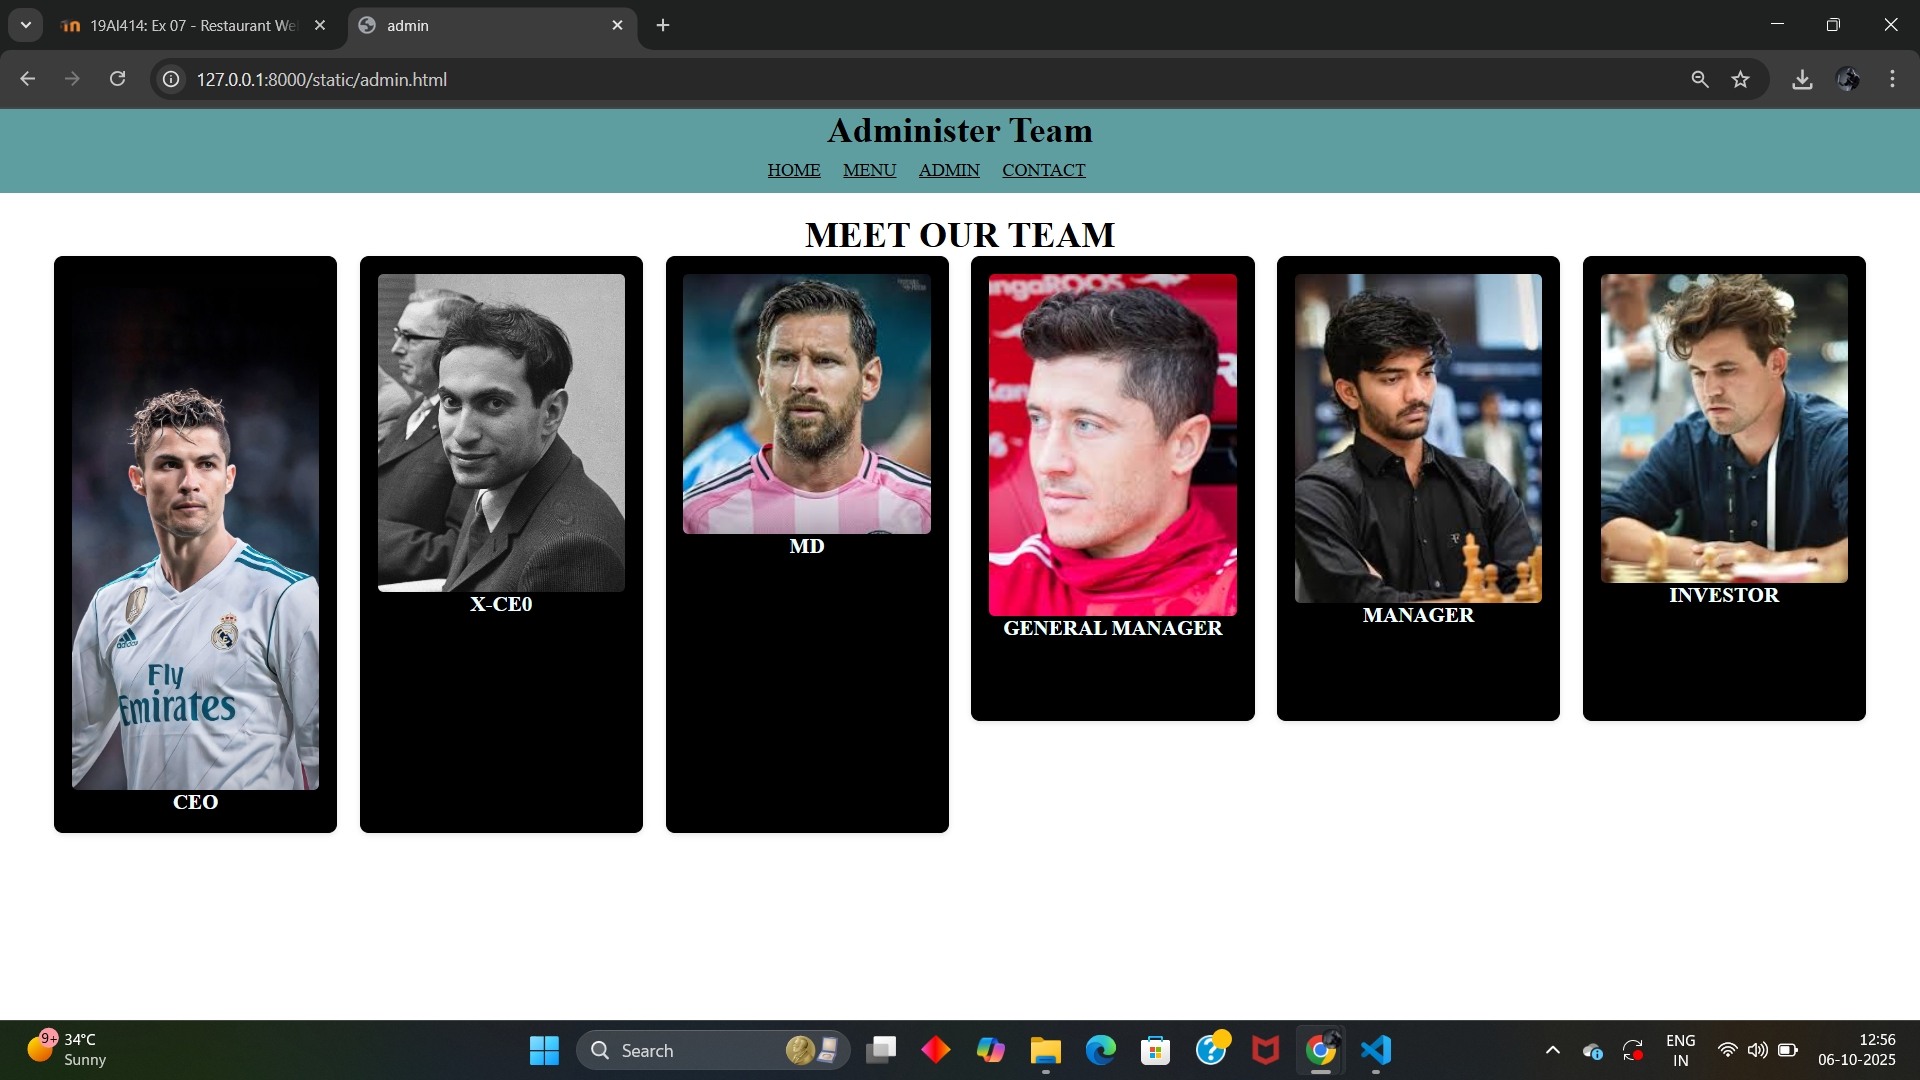 19AI414: Ex 07 - Restaurant We
admin
127.0.0.1:8000/static/admin.html
Administer Team
HOME MENU ADMIN CONTACT
MEET OUR TEAM
ngaROOS
Fly
Emirates
adidas
CEO
X-CE0
MD
GENERAL MANAGER
MANAGER
INVESTOR
9+
34°C
Sunny
Search
ENG
IN
12:56
06-10-2025